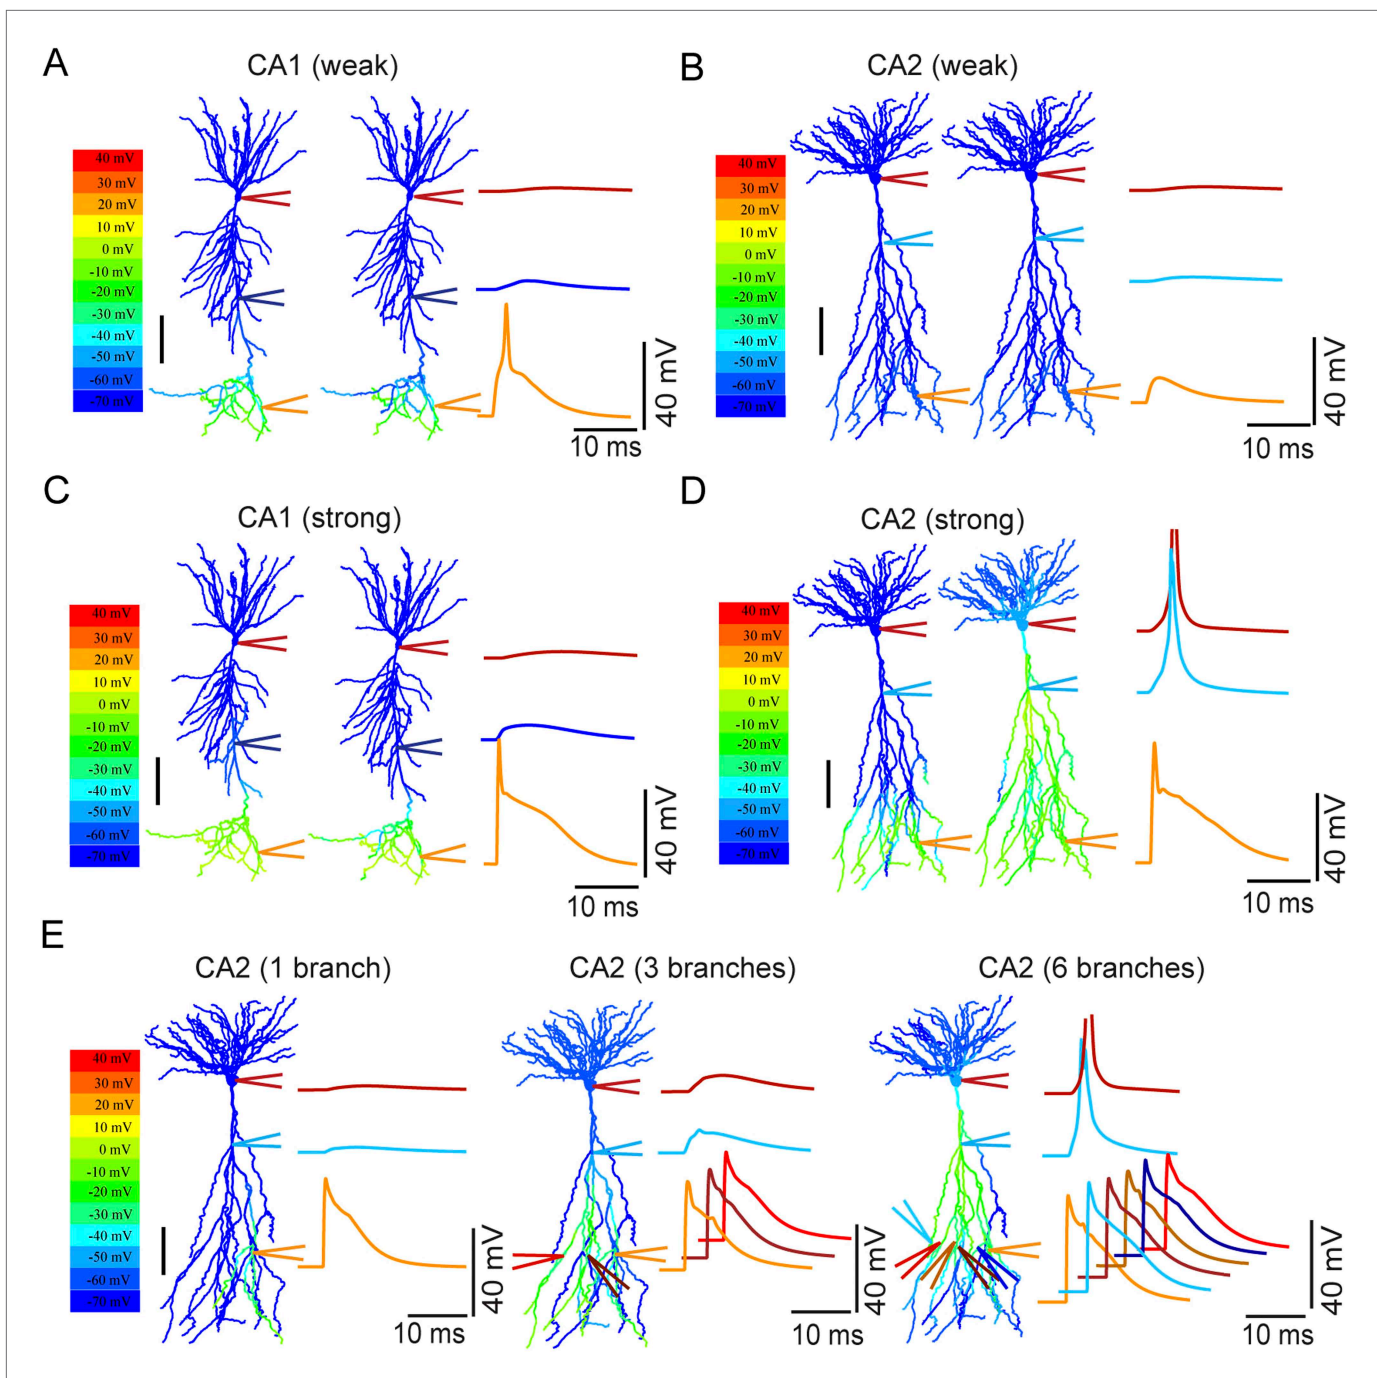 A
CA1 (weak)
40 mV
30 mV
20 mV
10 mV
0 mV
-10 mV
-20 mV
-30 mV
-40 mV
-50 mV
-60 mV
-70 mV
40 mV
10 ms
B
CA2 (weak)
40 mV
30 mV
20 mV
10 mV
0 mV
-10 mV
-20 mV
-30 mV
-40 mV
-50 mV
-60 mV
-70 mV
40 mV
10 ms
C
CA1 (strong)
40 mV
30 mV
20 mV
10 mV
0 mV
-10 mV
-20 mV
-30 mV
-40 mV
-50 mV
-60 mV
-70 mV
40 mV
10 ms
D
CA2 (strong)
40 mV
30 mV
20 mV
10 mV
0 mV
-10 mV
-20 mV
-30 mV
-40 mV
-50 mV
-60 mV
-70 mV
40 mV
10 ms
E
CA2 (1 branch)
40 mV
30 mV
20 mV
10 mV
0 mV
-10 mV
-20 mV
-30 mV
-40 mV
-50 mV
-60 mV
-70 mV
40 mV
10 ms
CA2 (3 branches)
40 mV
10 ms
CA2 (6 branches)
40 mV
10 ms